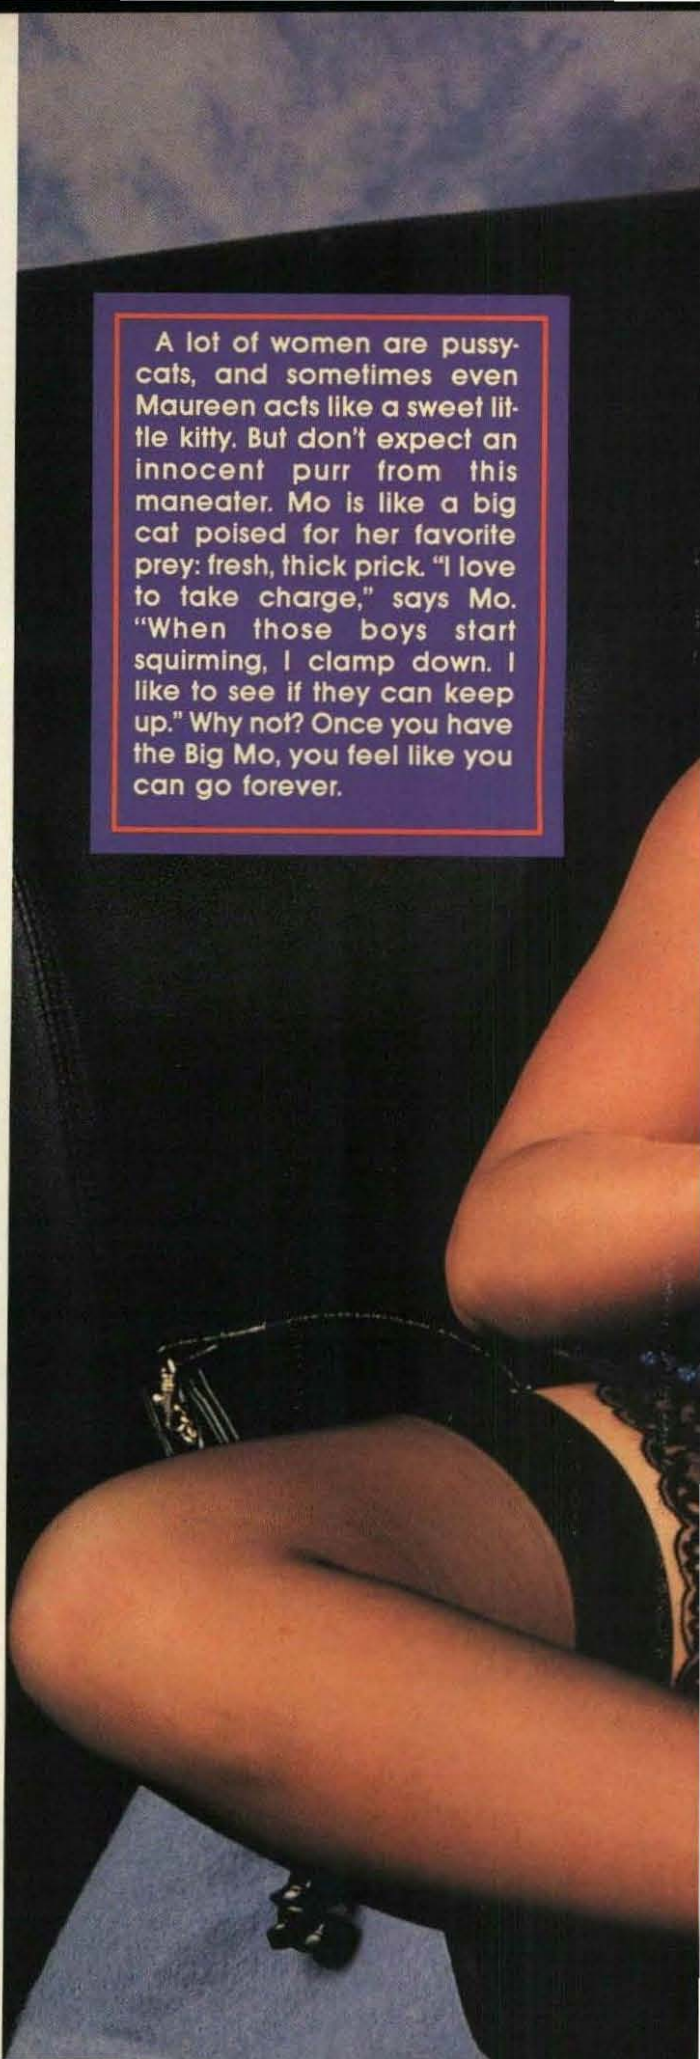 A lot of women are pussy-
cats, and sometimes even
Maureen acts like a sweet lit-
tle kitty. But don't expect an
innocent purr from this
maneater. Mo is like a big
cat poised for her favorite
prey: fresh, thick prick. "I love
to take charge," says Mo.
"When those boys start
squirming, I clamp down. I
like to see if they can keep
up." Why not? Once you have
the Big Mo, you feel like you
can go forever.